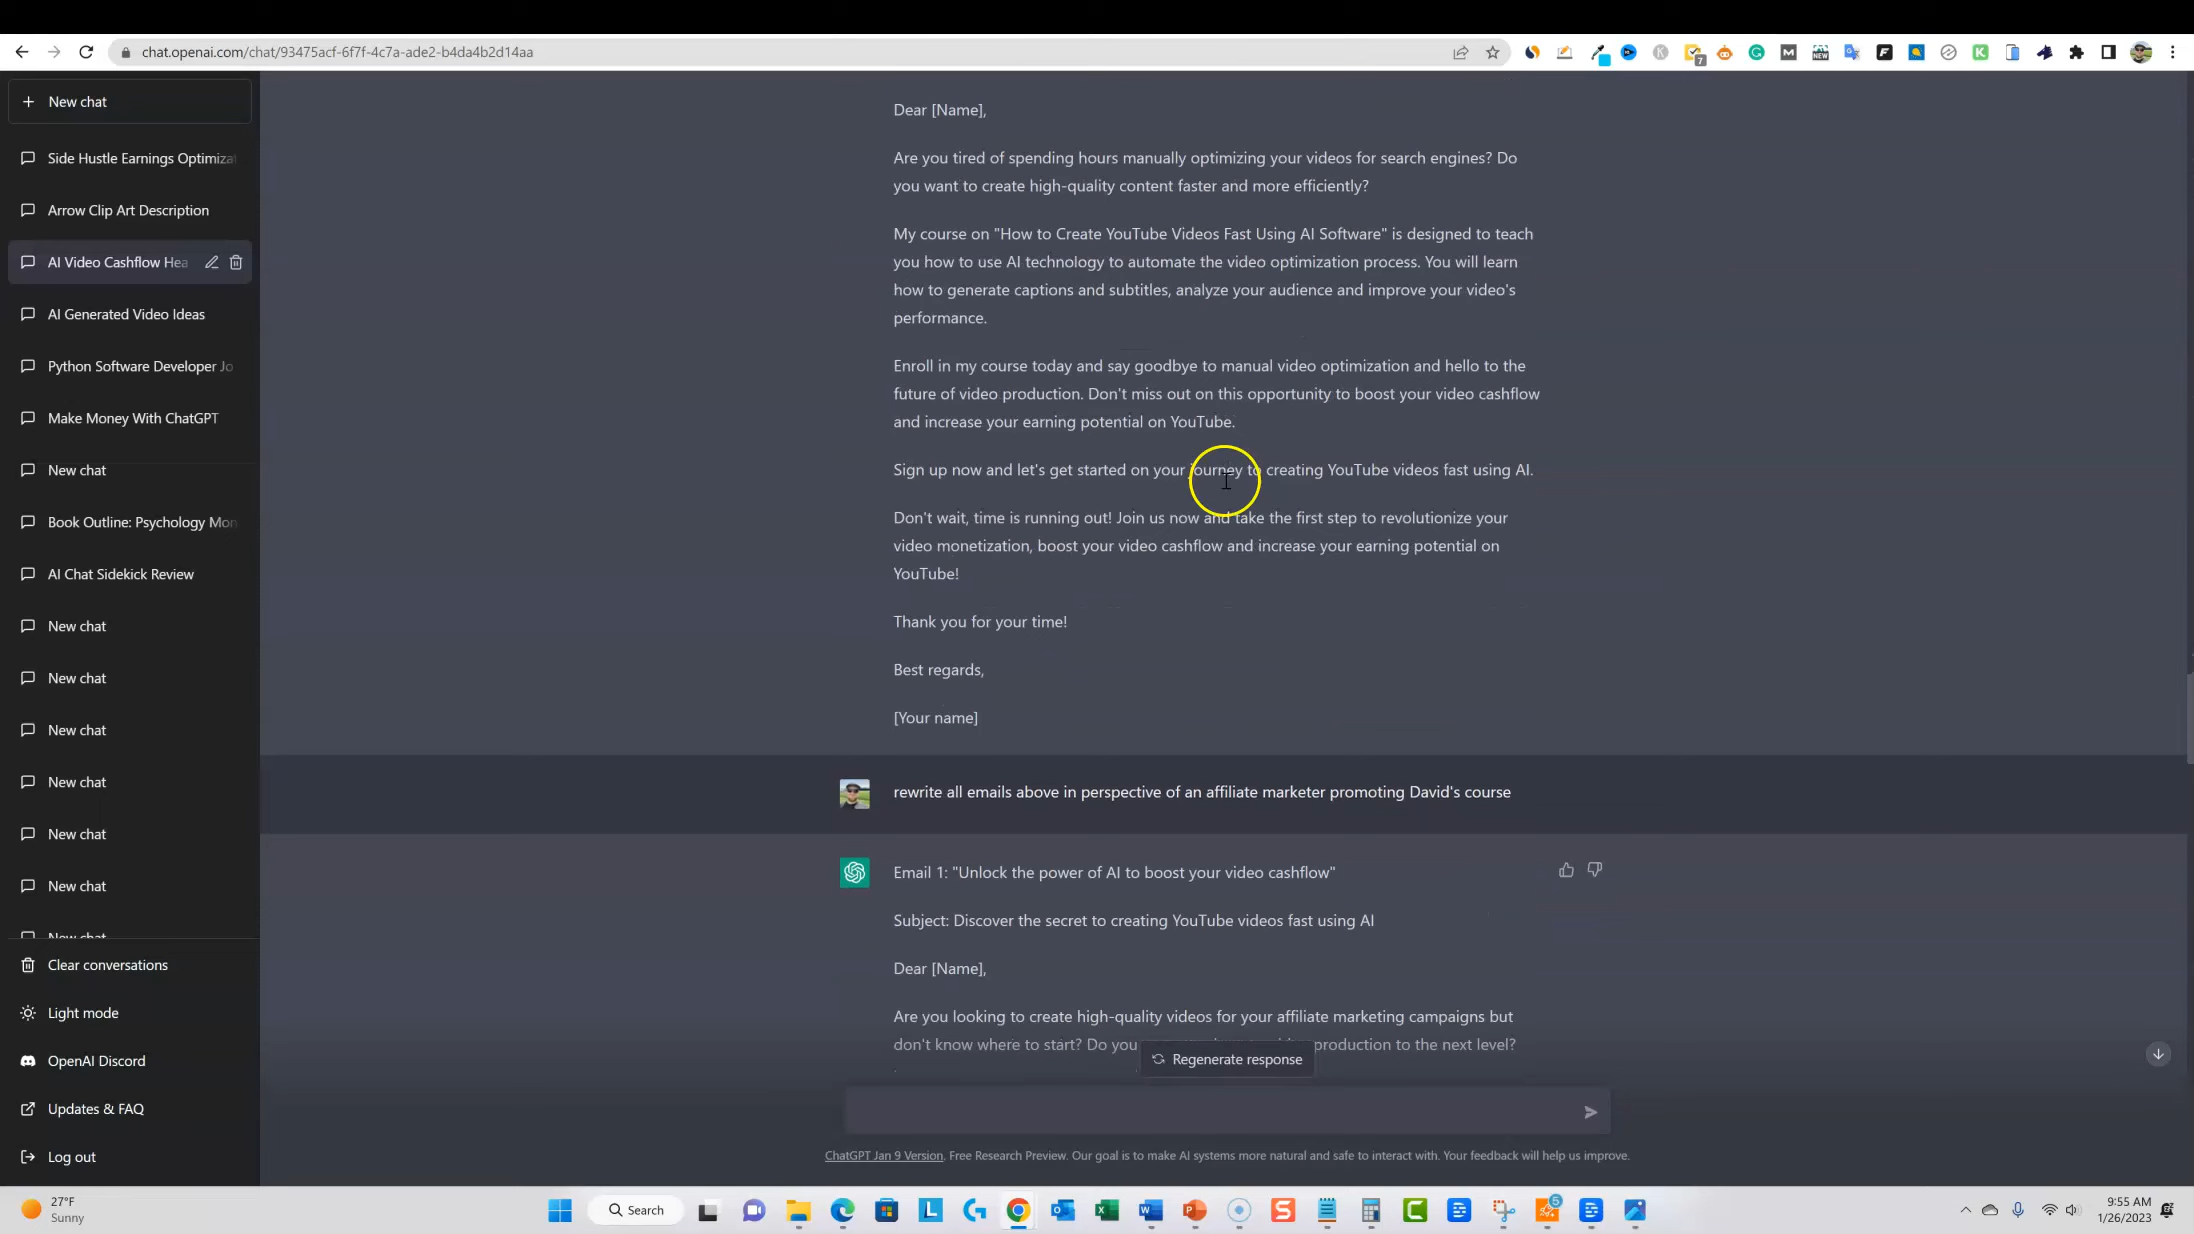 chat.openai.com/chat/93475acf-6f7f-4c7a-ade2-b4da4b2d14aa
7
NEW
New chat
Side Hustle Earnings Optimiza
Arrow Clip Art Description
AI Video Cashflow Hea
AI Generated Video Ideas
Python Software Developer Jo
Make Money With ChatGPT
New chat
Book Outline: Psychology Mon
AI Chat Sidekick Review
New chat
New chat
New chat
New chat
New chat
New chat
New chat
Clear conversations
Light mode
OpenAI Discord
Updates & FAQ
Log out
Dear [Name],
Are you tired of spending hours manually optimizing your videos for search engines? Do
you want to create high-quality content faster and more efficiently?
My course on "How to Create YouTube Videos Fast Using AI Software" is designed to teach
you how to use AI technology to automate the video optimization process. You will learn
how to generate captions and subtitles, analyze your audience and improve your video's
performance.
Enroll in my course today and say goodbye to manual video optimization and hello to the
future of video production. Don't miss out on this opportunity to boost your video cashflow
and increase your earning potential on YouTube.
Sign up now and let's get started on your journey to creating YouTube videos fast using AI.
Don't wait, time is running out! Join us now and take the first step to revolutionize your
video monetization, boost your video cashflow and increase your earning potential on
YouTube!
Thank you for your time!
Best regards,
[Your name]
rewrite all emails above in perspective of an affiliate marketer promoting David's course
Email 1: "Unlock the power of AI to boost your video cashflow"
Subject: Discover the secret to creating YouTube videos fast using AI
Dear [Name],
Are you looking to create high-quality videos for your affiliate marketing campaigns but
don't know where to start? Do you production to the next level?
Regenerate response
ChatGPT Jan 9 Version. Free Research Preview. Our goal is to make AI systems more natural and safe to interact with. Your feedback will help us improve.
27°F
Sunny
Search
5
9:55 AM
1/26/2023